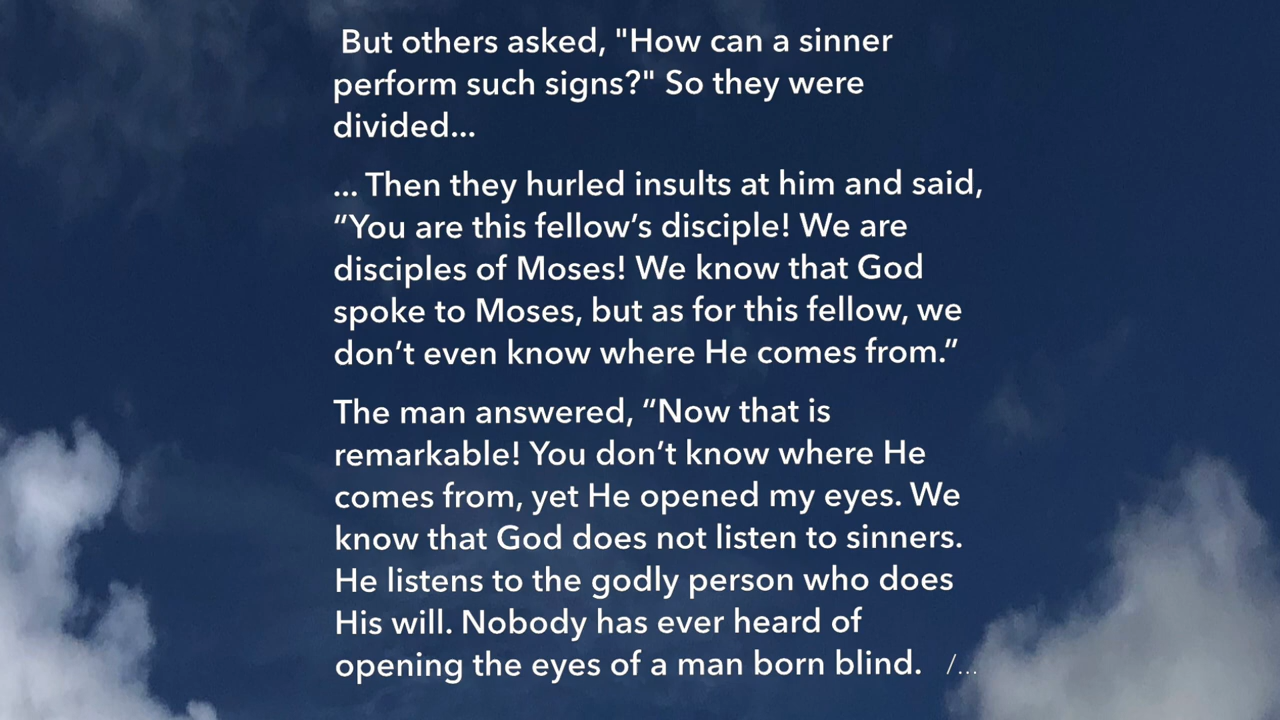 But others asked, "How can a sinner
perform such signs?" So they were
divided...
... Then they hurled insults at him and said,
”You are this fellow’s disciple! We are
disciples of Moses! We know that God
spoke to Moses, but as for this fellow, we
don’t even know where He comes from.”
The man answered, “Now that is
remarkable! You don’t know where He
comes from, yet He opened my eyes. We
know that God does not listen to sinners.
He listens to the godly person who does
His will. Nobody has ever heard of
opening the eyes of a man born blind. /...